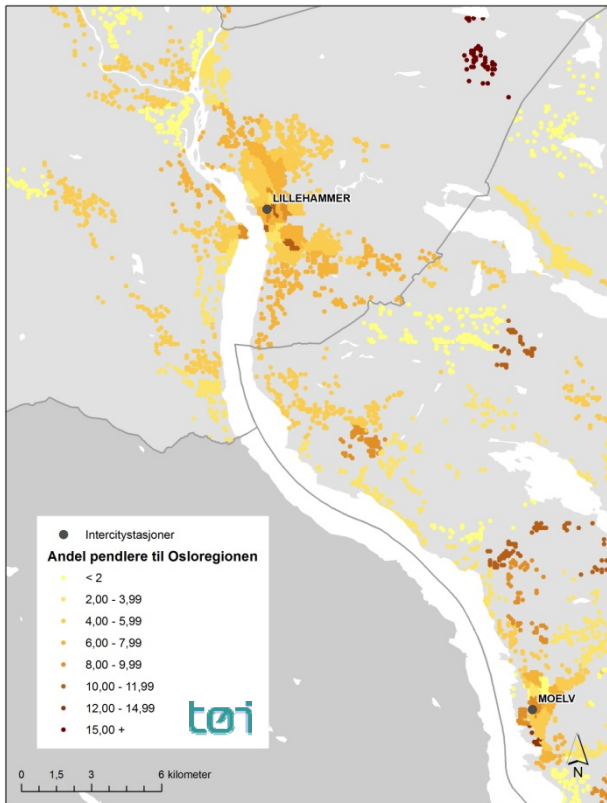 LILLEHAMMER
MOELV
Intercitystasjoner
Andel pendlere til Osloregionen
< 2
2,00 - 3,99
4,00 - 5,99
6,00 - 7,99
8,00 - 9,99
10,00 - 11,99
12,00 - 14,99
15,00 +
tøi
0 1,5 3 6 kilometer
N